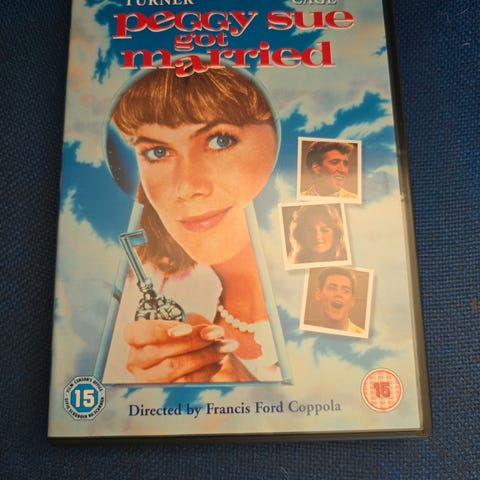 TURNER CAGE
peggy sue
got
married
15
15
Directed by Francis Ford Coppola